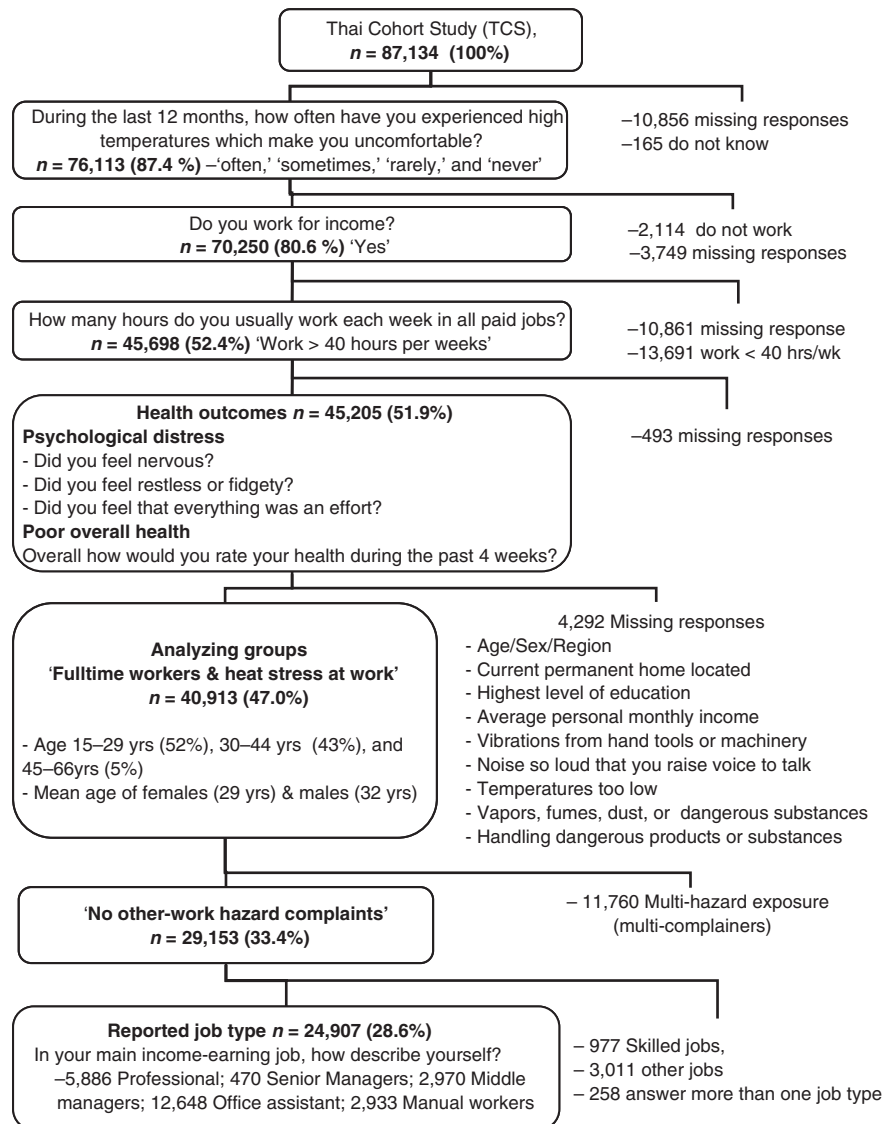 Thai Cohort Study (TCS),
n = 87,134 (100%)
During the last 12 months, how often have you experienced high
temperatures which make you uncomfortable?
n = 76,113 (87.4 %) –‘often,’ ‘sometimes,’ ‘rarely,’ and ‘never’
–10,856 missing responses
–165 do not know
Do you work for income?
n = 70,250 (80.6 %) ‘Yes’
–2,114 do not work
–3,749 missing responses
How many hours do you usually work each week in all paid jobs?
n = 45,698 (52.4%) ‘Work > 40 hours per weeks’
–10,861 missing response
–13,691 work < 40 hrs/wk
Health outcomes n = 45,205 (51.9%)
Psychological distress
- Did you feel nervous?
- Did you feel restless or fidgety?
- Did you feel that everything was an effort?
Poor overall health
Overall how would you rate your health during the past 4 weeks?
–493 missing responses
Analyzing groups
‘Fulltime workers & heat stress at work’
n = 40,913 (47.0%)
- Age 15–29 yrs (52%), 30–44 yrs (43%), and
45–66yrs (5%)
- Mean age of females (29 yrs) & males (32 yrs)
4,292 Missing responses
- Age/Sex/Region
- Current permanent home located
- Highest level of education
- Average personal monthly income
- Vibrations from hand tools or machinery
- Noise so loud that you raise voice to talk
- Temperatures too low
- Vapors, fumes, dust, or dangerous substances
- Handling dangerous products or substances
‘No other-work hazard complaints’
n = 29,153 (33.4%)
– 11,760 Multi-hazard exposure
(multi-complainers)
Reported job type n = 24,907 (28.6%)
In your main income-earning job, how describe yourself?
–5,886 Professional; 470 Senior Managers; 2,970 Middle
managers; 12,648 Office assistant; 2,933 Manual workers
– 977 Skilled jobs,
– 3,011 other jobs
– 258 answer more than one job type